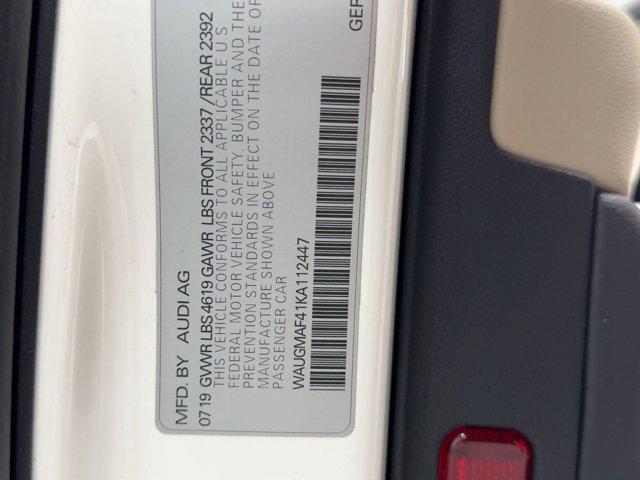 MFD. BY AUDI AG
0719 GVWR LBS 4619 GAWR LBS FRONT 2337 / REAR 2392
THIS VEHICLE CONFORMS TO ALL APPLICABLE U.S.
FEDERAL MOTOR VEHICLE SAFETY, BUMPER AND THE
PREVENTION STANDARDS IN EFFECT ON THE DATE OF
MANUFACTURE SHOWN ABOVE
PASSENGER CAR GER
WAUGMAF41KA112447